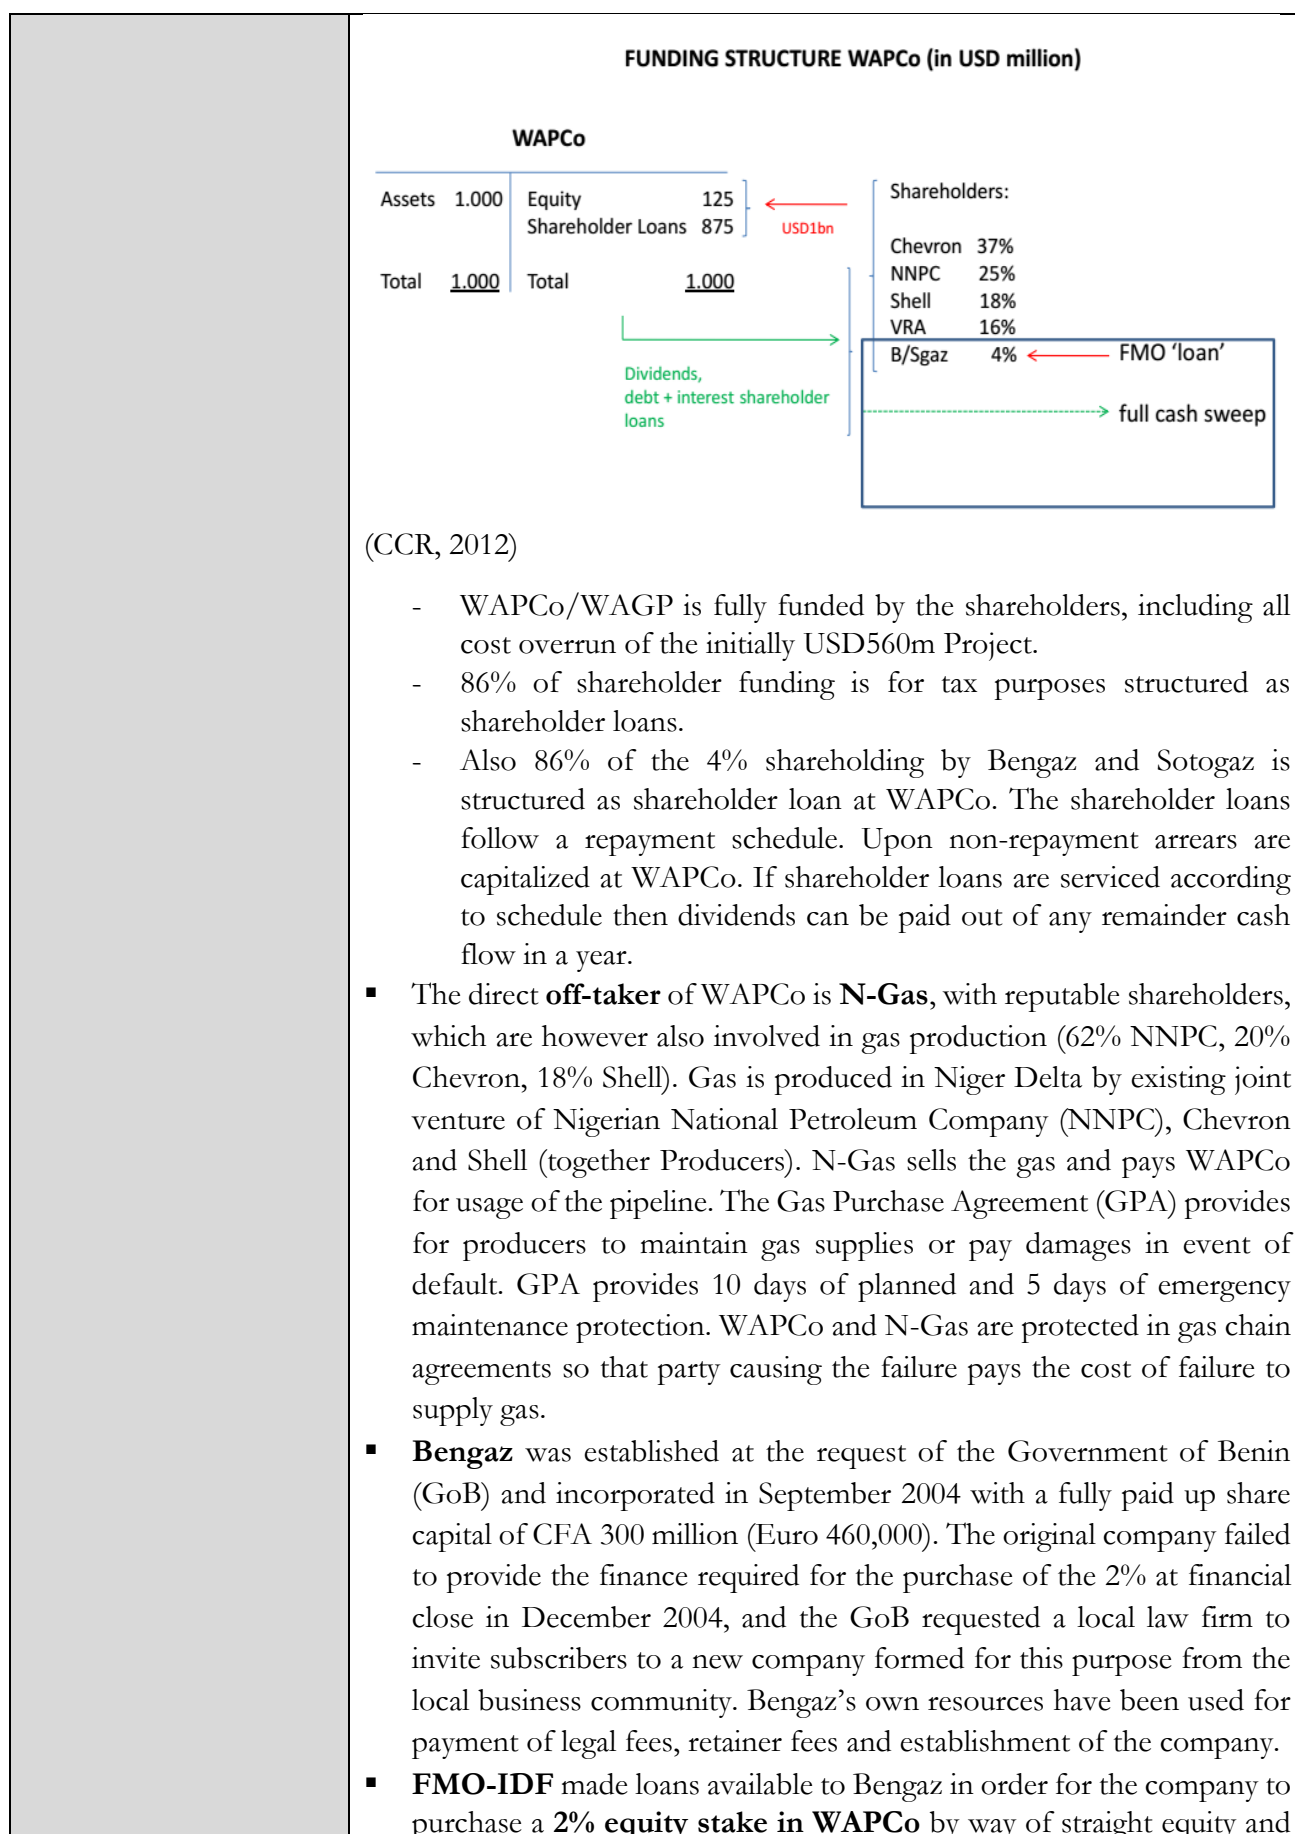 FUNDING STRUCTURE WAPCo (in USD million)
WAPCo
Assets 1.000 Equity 125
Shareholder Loans 875
USD1bn
Total 1.000 Total 1.000
Shareholders:
Chevron 37%
NNPC 25%
Shell 18%
VRA 16%
B/Sgaz 4% FMO ‘loan’
Dividends,
debt + interest shareholder
loans
full cash sweep
(CCR, 2012)
- WAPCo/WAGP is fully funded by the shareholders, including all
cost overrun of the initially USD560m Project.
- 86% of shareholder funding is for tax purposes structured as
shareholder loans.
- Also 86% of the 4% shareholding by Bengaz and Sotogaz is
structured as shareholder loan at WAPCo. The shareholder loans
follow a repayment schedule. Upon non-repayment arrears are
capitalized at WAPCo. If shareholder loans are serviced according
to schedule then dividends can be paid out of any remainder cash
flow in a year.
▪ The direct off-taker of WAPCo is N-Gas, with reputable shareholders,
which are however also involved in gas production (62% NNPC, 20%
Chevron, 18% Shell). Gas is produced in Niger Delta by existing joint
venture of Nigerian National Petroleum Company (NNPC), Chevron
and Shell (together Producers). N-Gas sells the gas and pays WAPCo
for usage of the pipeline. The Gas Purchase Agreement (GPA) provides
for producers to maintain gas supplies or pay damages in event of
default. GPA provides 10 days of planned and 5 days of emergency
maintenance protection. WAPCo and N-Gas are protected in gas chain
agreements so that party causing the failure pays the cost of failure to
supply gas.
▪ Bengaz was established at the request of the Government of Benin
(GoB) and incorporated in September 2004 with a fully paid up share
capital of CFA 300 million (Euro 460,000). The original company failed
to provide the finance required for the purchase of the 2% at financial
close in December 2004, and the GoB requested a local law firm to
invite subscribers to a new company formed for this purpose from the
local business community. Bengaz’s own resources have been used for
payment of legal fees, retainer fees and establishment of the company.
▪ FMO-IDF made loans available to Bengaz in order for the company to
purchase a 2% equity stake in WAPCo by way of straight equity and